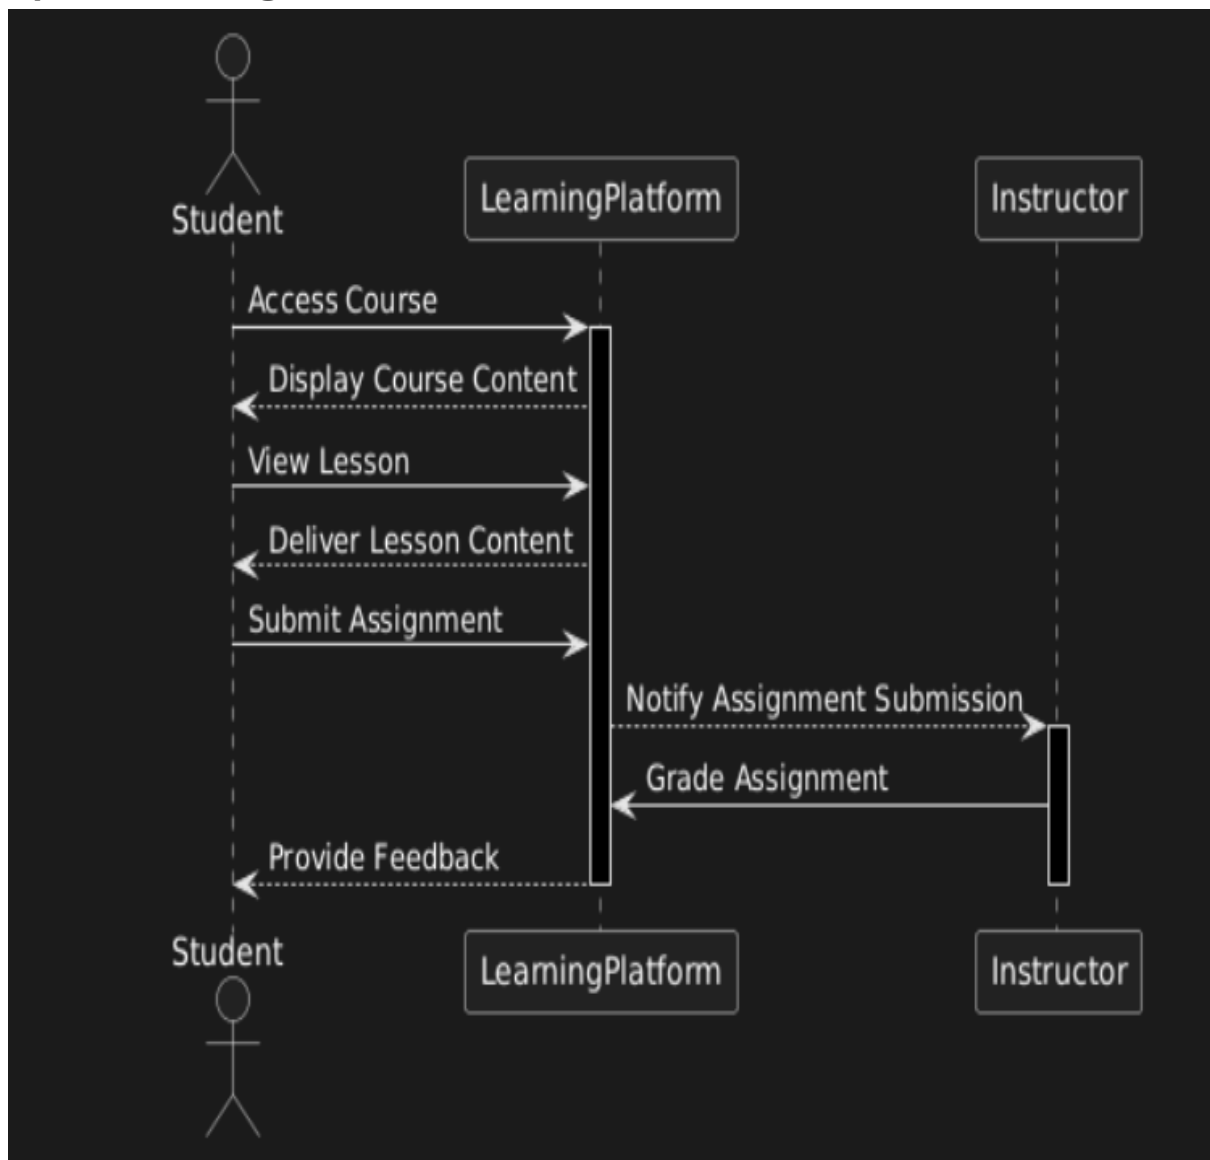 Student
LearningPlatform
Instructor
Access Course
Display Course Content
View Lesson
Deliver Lesson Content
Submit Assignment
Notify Assignment Submission
Grade Assignment
Provide Feedback
Student
LearningPlatform
Instructor